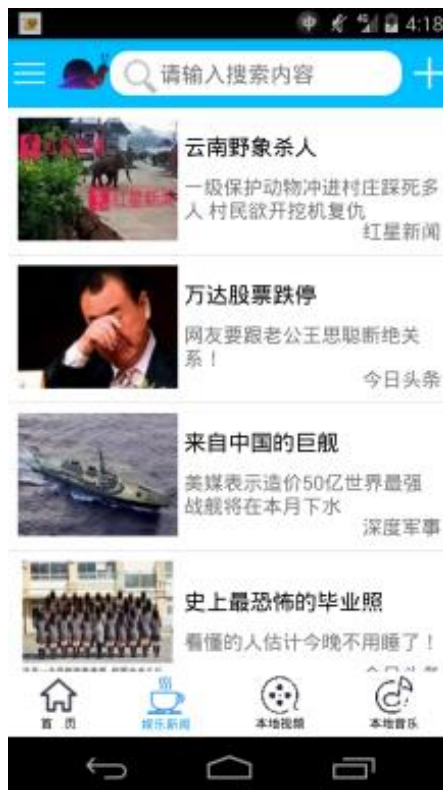 中 4G 4:18
请输入搜索内容
云南野象杀人
一级保护动物冲进村庄踩死多
人 村民欲开挖机复仇
红星新闻
红星新闻
万达股票跌停
网友要跟老公王思聪断绝关
系！
今日头条
来自中国的巨舰
美媒表示造价50亿世界最强
战舰将在本月下水
深度军事
史上最恐怖的毕业照
看懂的人估计今晚不用睡了！
首 页
娱乐新闻
本地视频
本地音乐